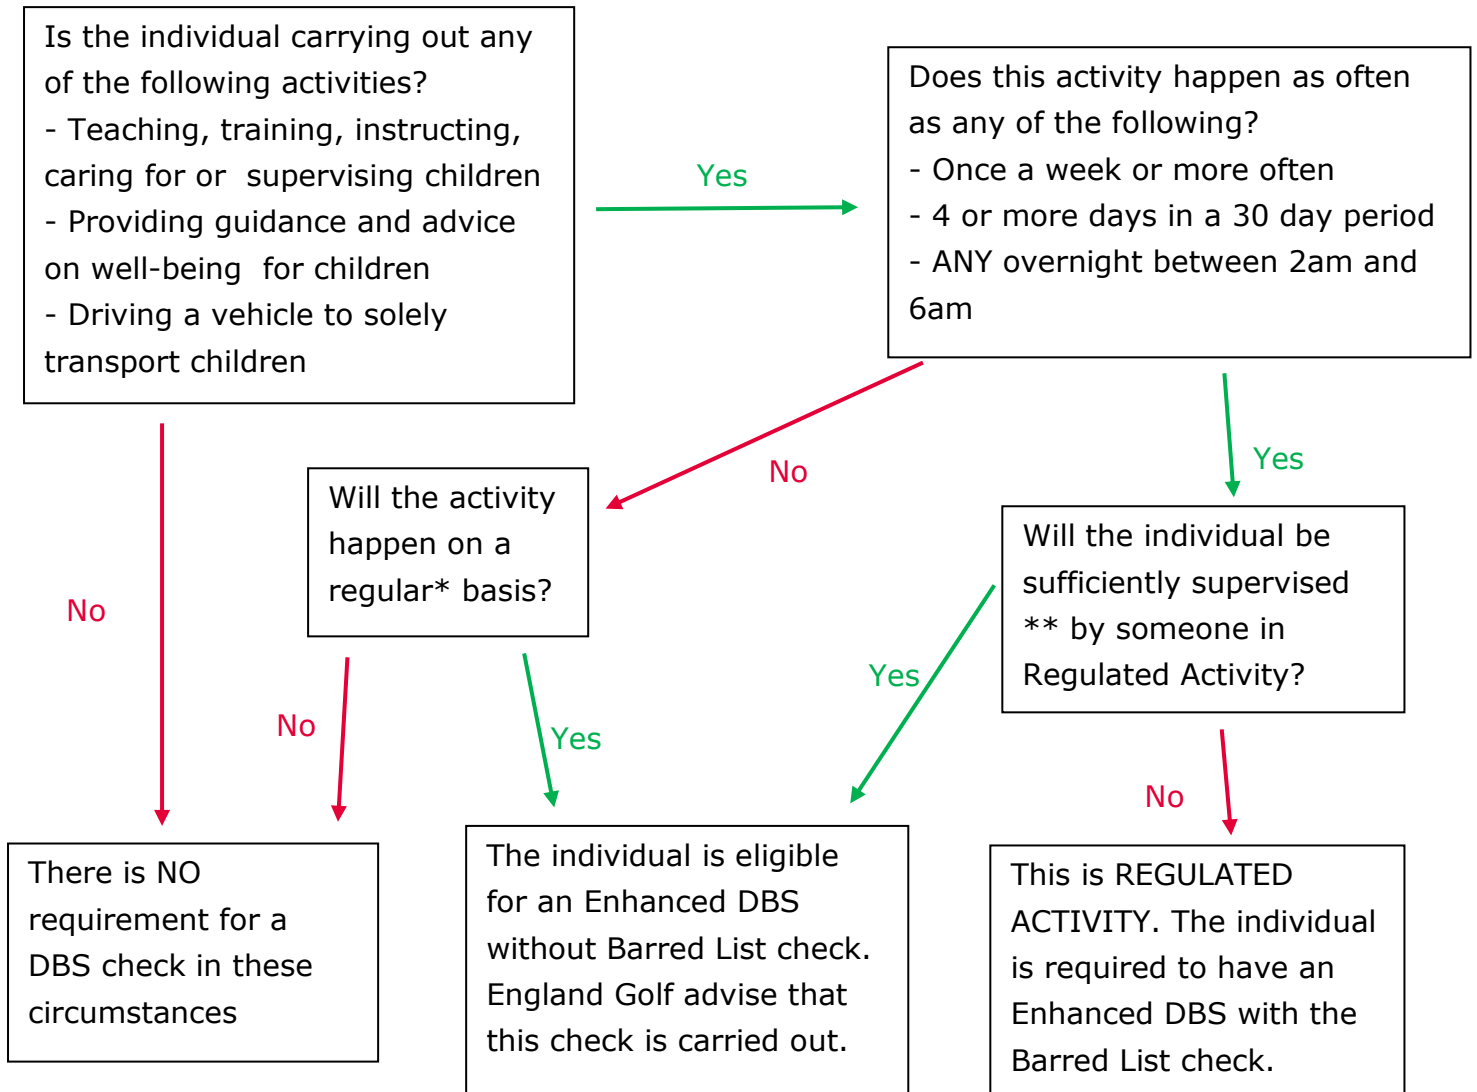 Is the individual carrying out any
of the following activities?
- Teaching, training, instructing,
caring for or  supervising children
- Providing guidance and advice
on well-being  for children
- Driving a vehicle to solely
transport children
Yes
Does this activity happen as often
as any of the following?
- Once a week or more often
- 4 or more days in a 30 day period
- ANY overnight between 2am and
6am
No
Yes
Will the activity
happen on a
regular* basis?
Will the individual be
sufficiently supervised
** by someone in
Regulated Activity?
No
No
Yes
Yes
No
There is NO
requirement for a
DBS check in these
circumstances
The individual is eligible
for an Enhanced DBS
without Barred List check.
England Golf advise that
this check is carried out.
This is REGULATED
ACTIVITY. The individual
is required to have an
Enhanced DBS with the
Barred List check.